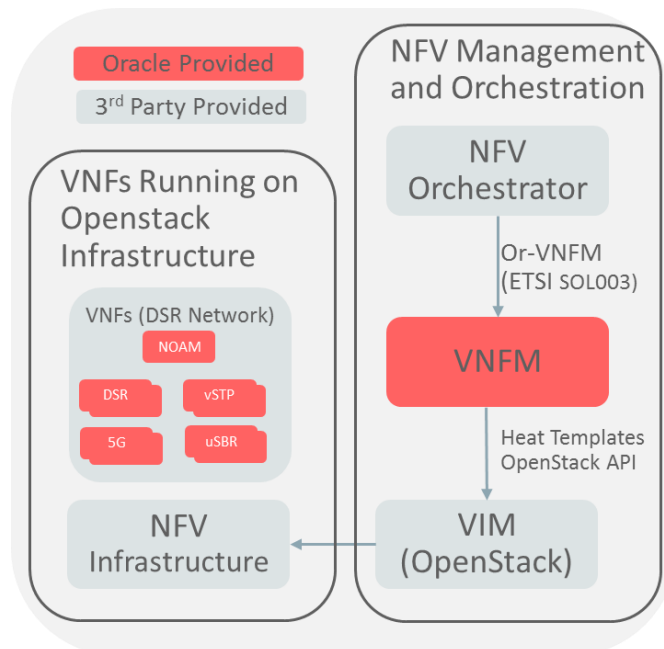 Oracle Provided
3rd Party Provided
VNFs Running on
Openstack
Infrastructure
VNFs (DSR Network)
NOAM
DSR
vSTP
5G
uSBR
NFV
Infrastructure
NFV Management
and Orchestration
NFV
Orchestrator
Or-VNFM
(ETSI SOL003)
VNFM
Heat Templates
OpenStack API
VIM
(OpenStack)